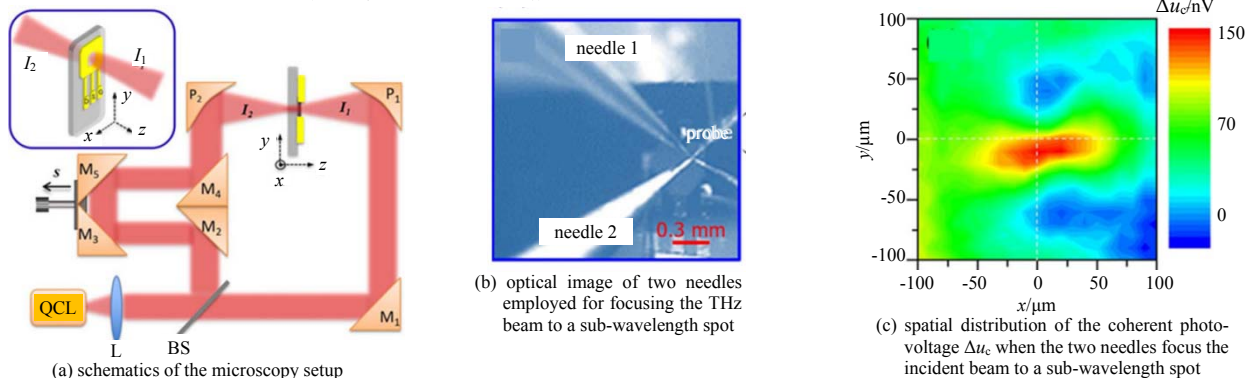 I₂
I₁
y
x
z
P₂
I₂
I₁
P₁
y
x
z
s
M₅
M₄
M₃
M₂
QCL
L
BS
M₁
(a) schematics of the microscopy setup
needle 1
probe
needle 2
0.3 mm
(b) optical image of two needles
employed for focusing the THz
beam to a sub-wavelength spot
Δu_c/nV
100
50
0
-50
-100
y/μm
-100
-50
0
50
100
x/μm
150
70
0
(c) spatial distribution of the coherent photo-
voltage Δu_c when the two needles focus the
incident beam to a sub-wavelength spot